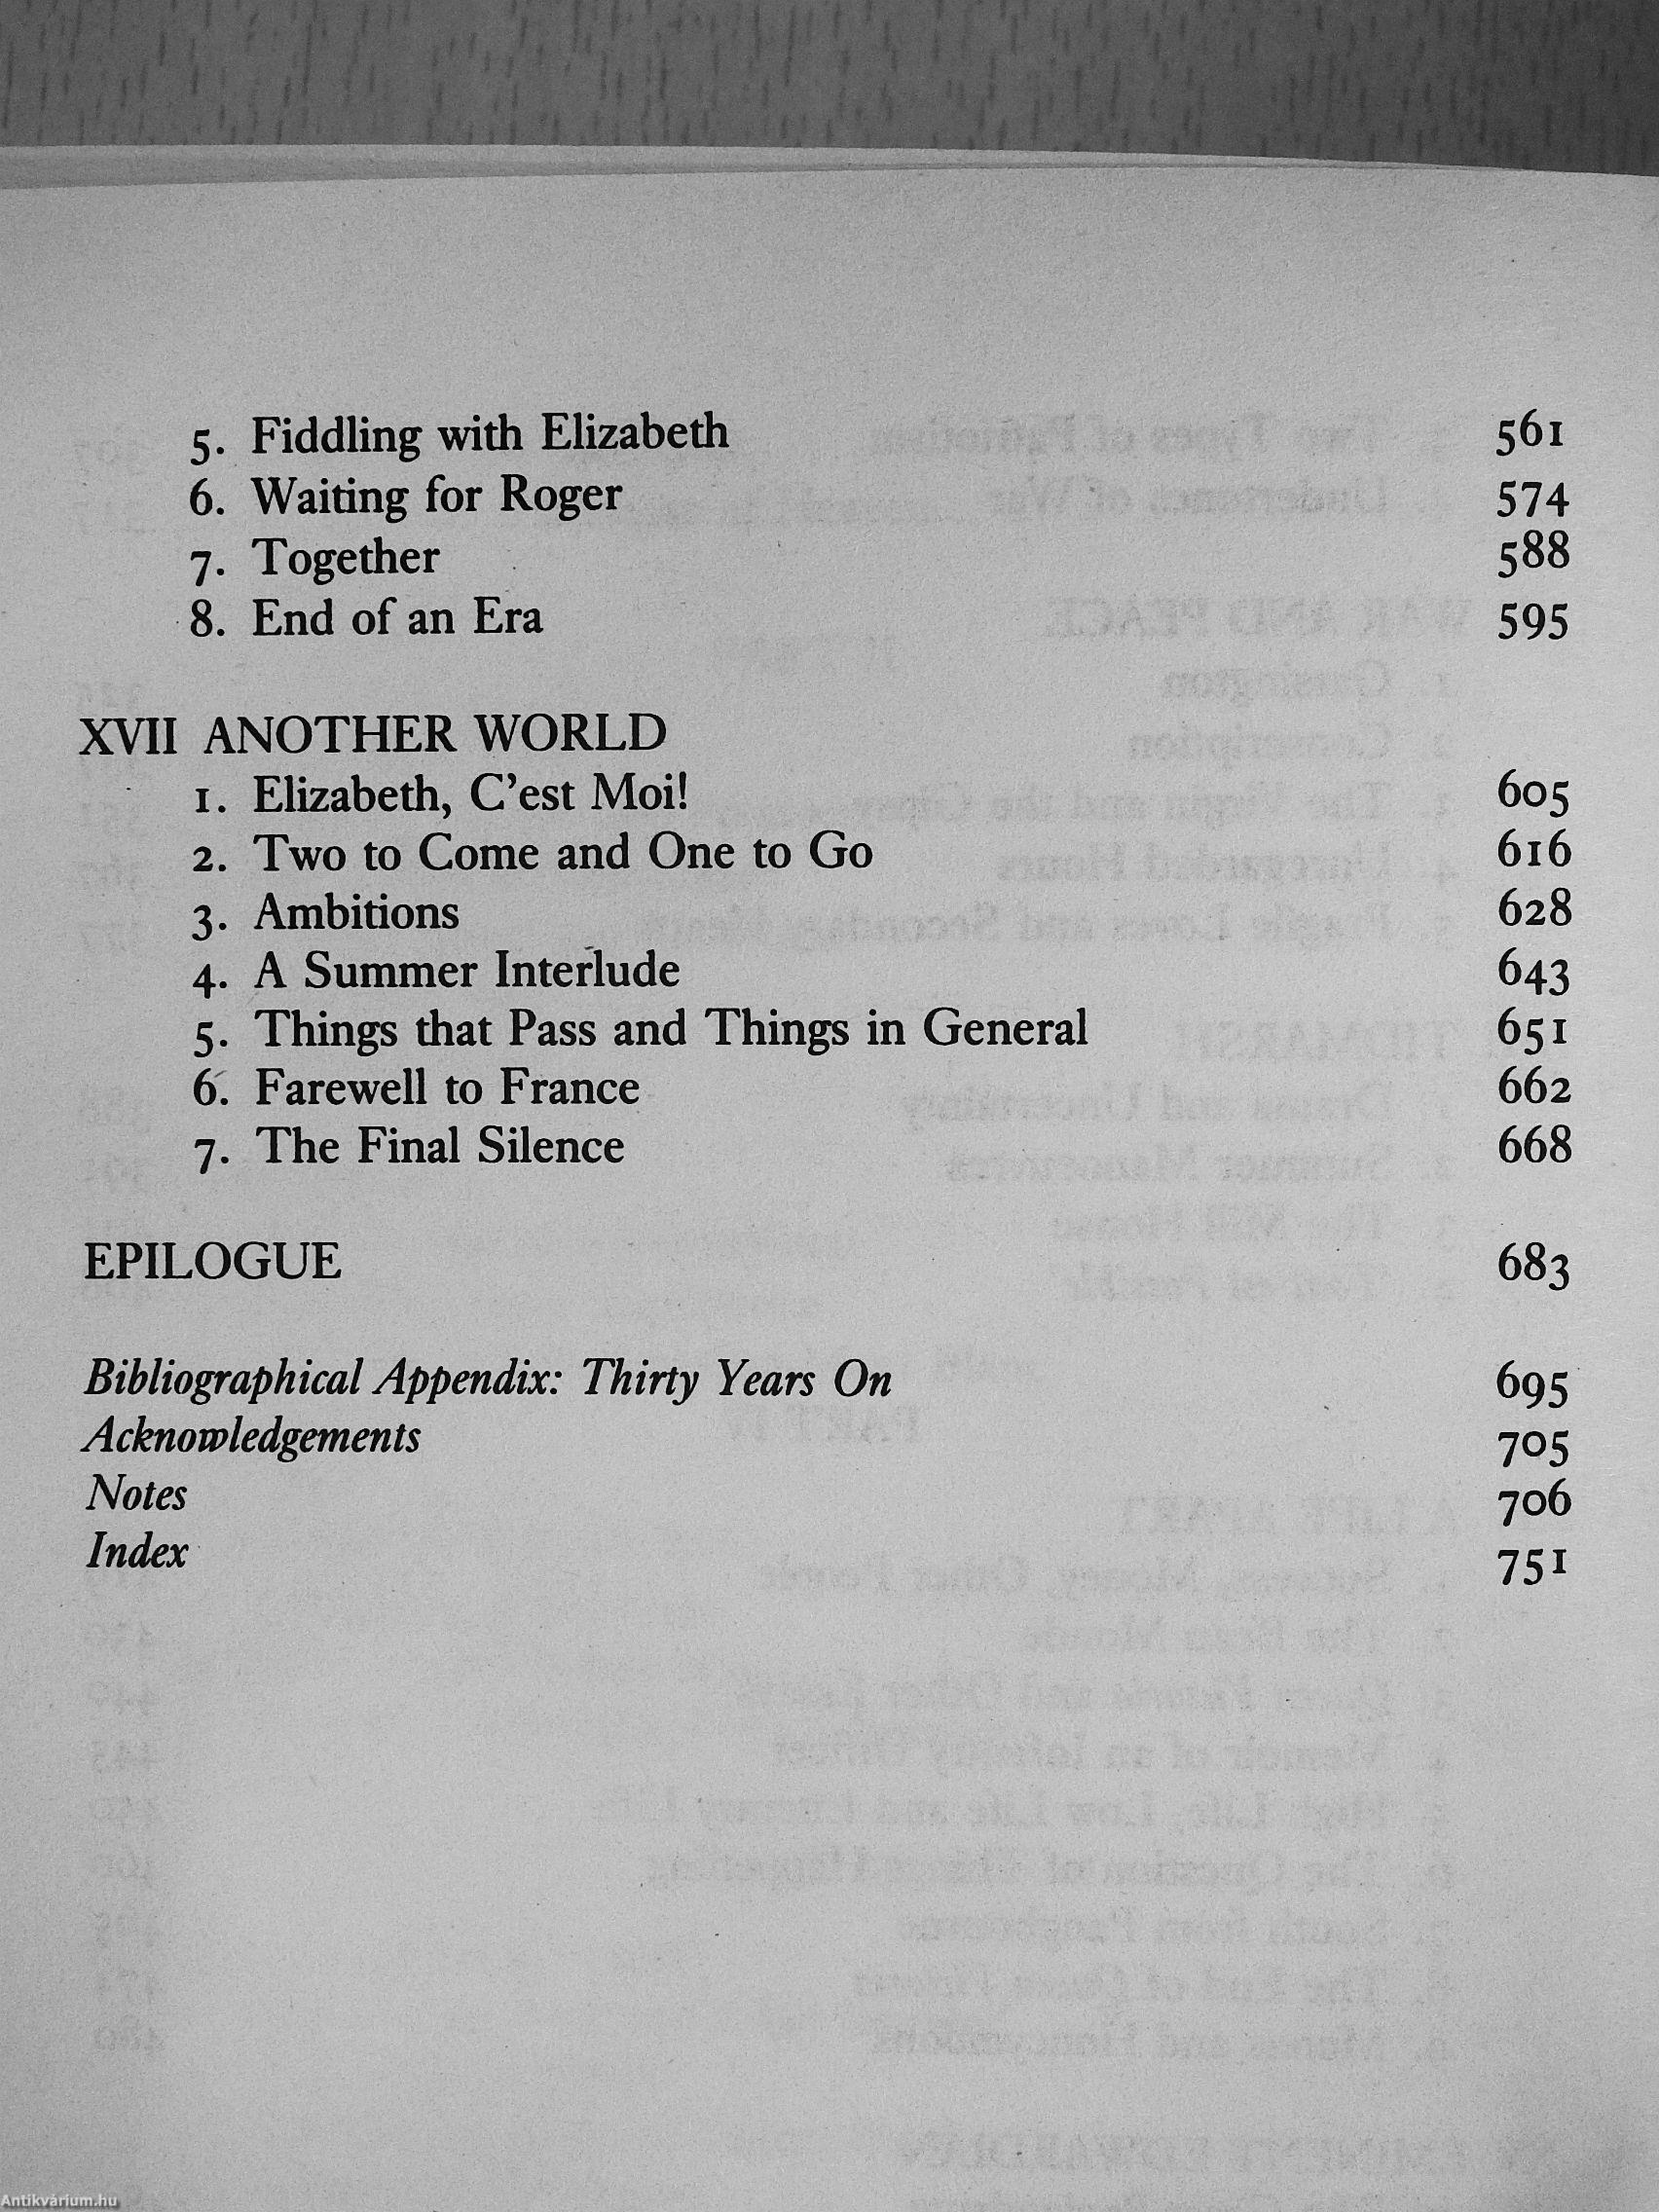 5. Fiddling with Elizabeth 561
6. Waiting for Roger 574
7. Together 588
8. End of an Era 595
XVII ANOTHER WORLD
1. Elizabeth, C’est Moi! 605
2. Two to Come and One to Go 616
3. Ambitions 628
4. A Summer Interlude 643
5. Things that Pass and Things in General 651
6. Farewell to France 662
7. The Final Silence 668
EPILOGUE 683
Bibliographical Appendix: Thirty Years On 695
Acknowledgements 705
Notes 706
Index 751
Antikvárium.hu